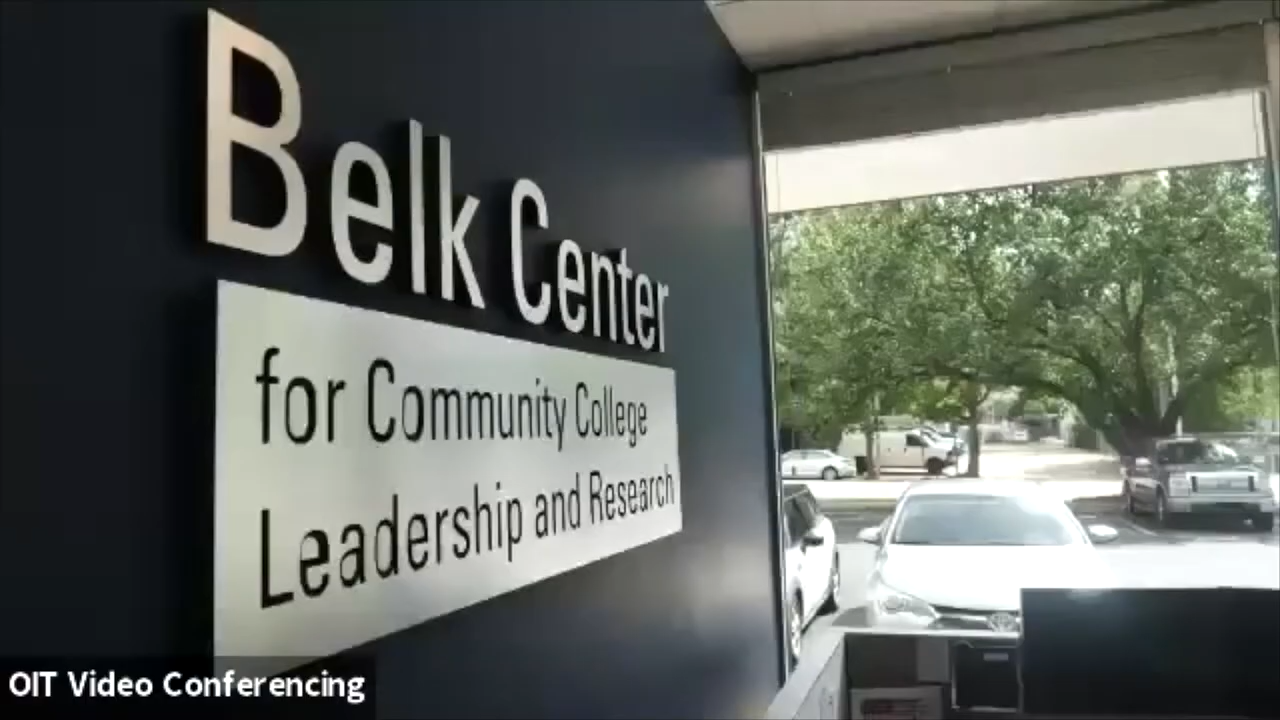 Belk Center
for Community College
Leadership and Research
OIT Video Conferencing